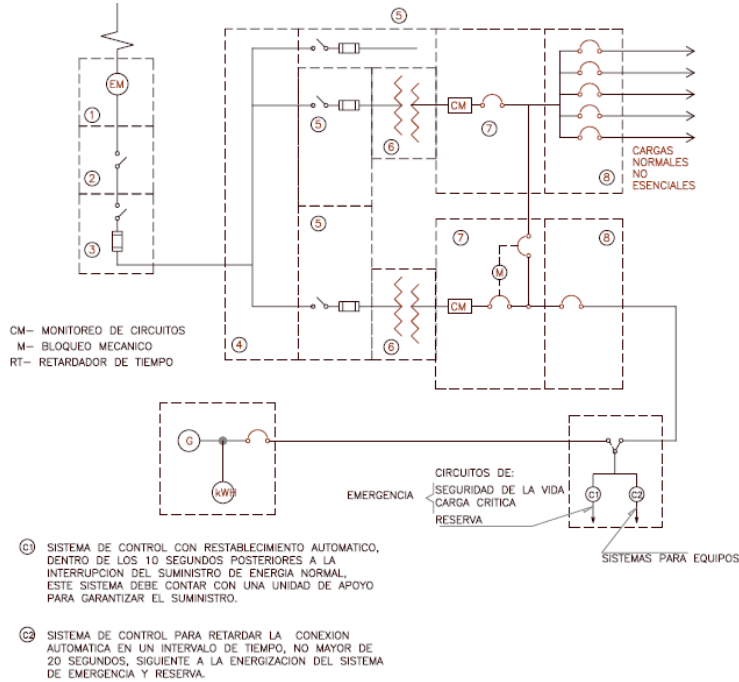 5
EM
1
5
6
CM
7
2
8
CARGAS
NORMALES
NO
ESENCIALES
3
5
7
8
M
CM
CM– MONITOREO DE CIRCUITOS
M– BLOQUEO MECANICO
RT– RETARDADOR DE TIEMPO
4
6
G
kWH
CIRCUITOS DE:
EMERGENCIA
SEGURIDAD DE LA VIDA
CARGA CRITICA
RESERVA
C1
C2
SISTEMAS PARA EQUIPOS
C1 SISTEMA DE CONTROL CON RESTABLECIMIENTO AUTOMATICO,
DENTRO DE LOS 10 SEGUNDOS POSTERIORES A LA
INTERRUPCION DEL SUMINISTRO DE ENERGIA NORMAL,
ESTE SISTEMA DEBE CONTAR CON UNA UNIDAD DE APOYO
PARA GARANTIZAR EL SUMINISTRO.
C2 SISTEMA DE CONTROL PARA RETARDAR LA CONEXION
AUTOMATICA EN UN INTERVALO DE TIEMPO, NO MAYOR DE
20 SEGUNDOS, SIGUIENTE A LA ENERGIZACION DEL SISTEMA
DE EMERGENCIA Y RESERVA.